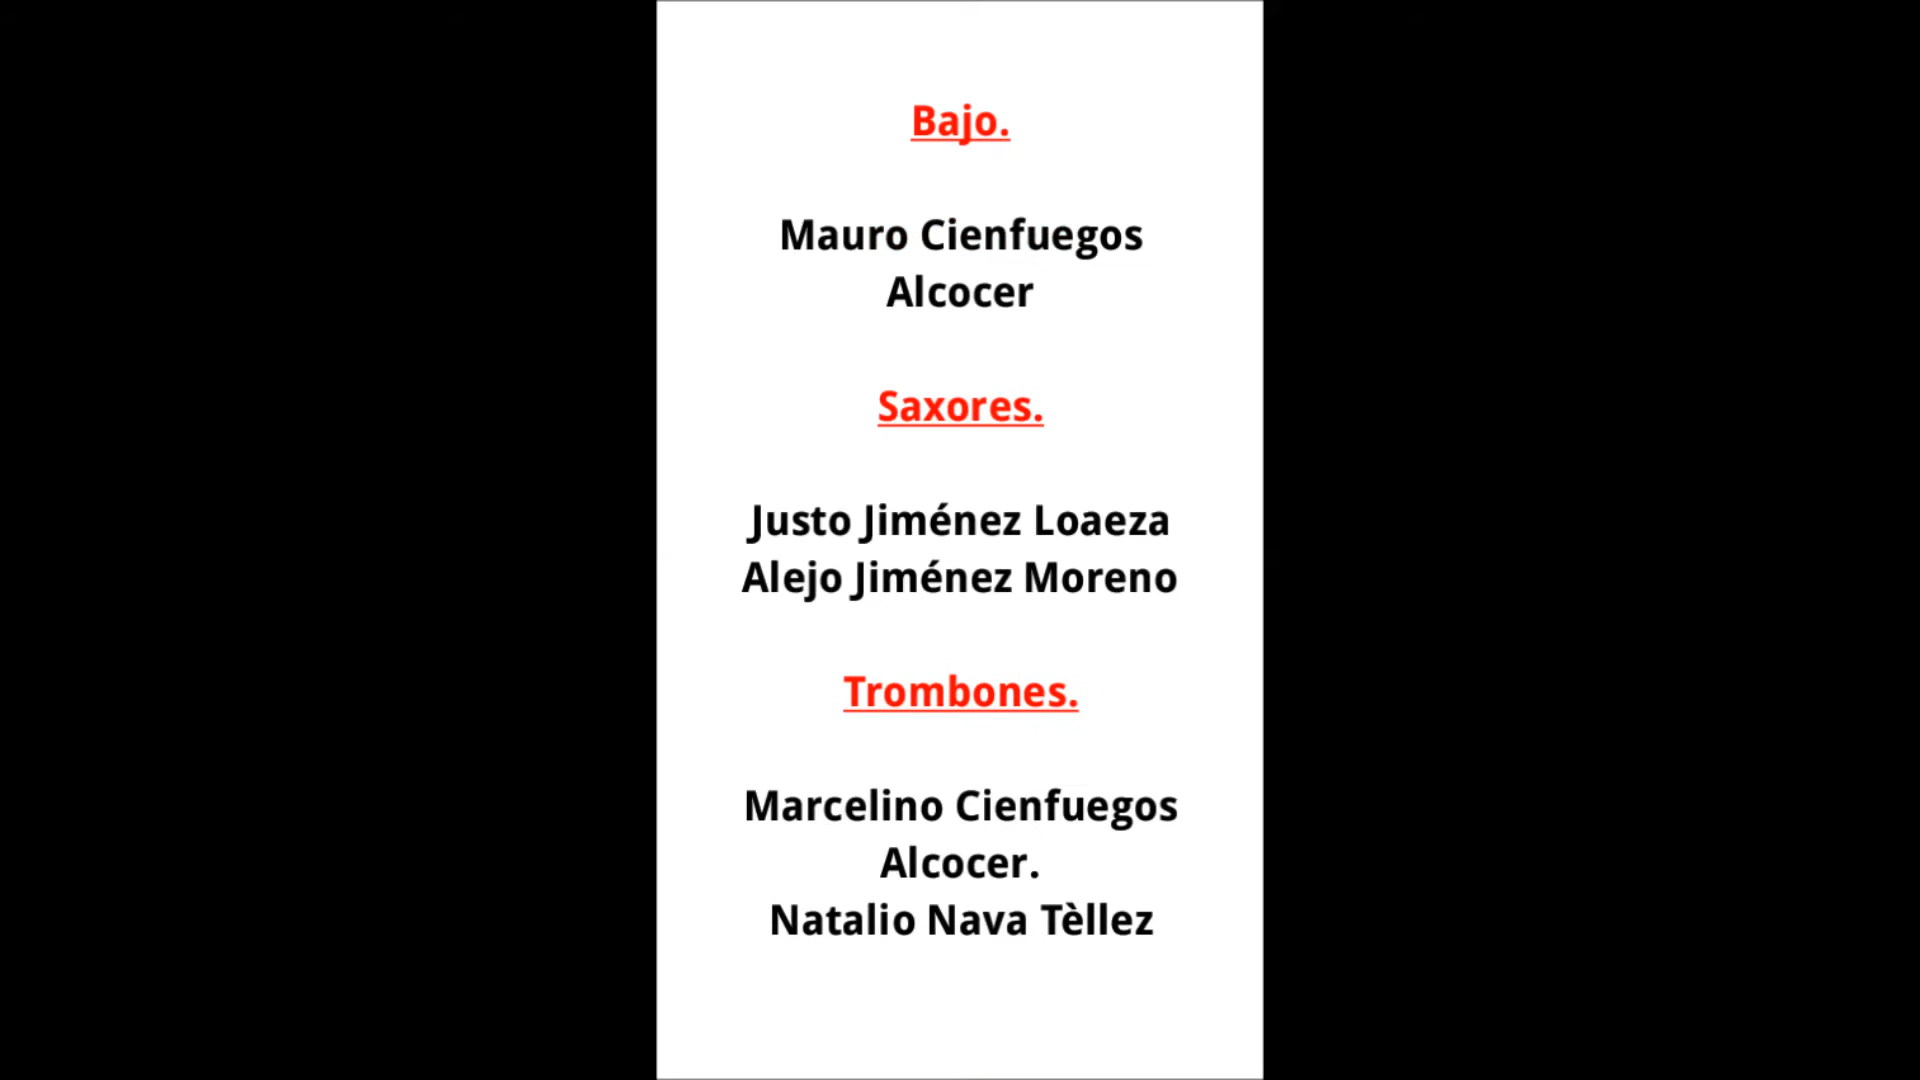 Bajo.
Mauro Cienfuegos
Alcocer
Saxores.
Justo Jiménez Loaeza
Alejo Jiménez Moreno
Trombones.
Marcelino Cienfuegos
Alcocer.
Natalio Nava Tèllez